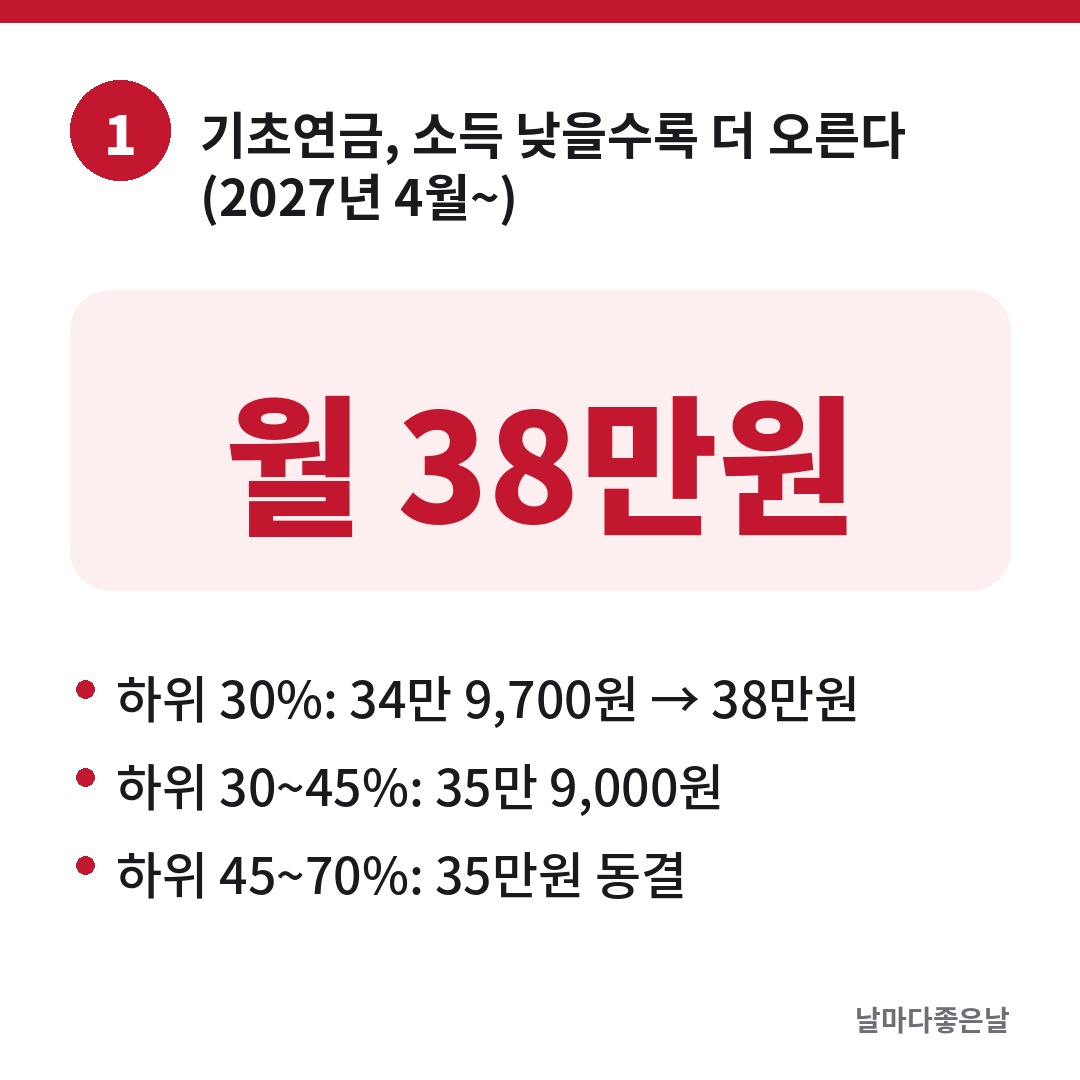 1
기초연금, 소득 낮을수록 더 오른다
(2027년 4월~)
월 38만원
하위 30%: 34만 9,700원 → 38만원
하위 30~45%: 35만 9,000원
하위 45~70%: 35만원 동결
날마다좋은날